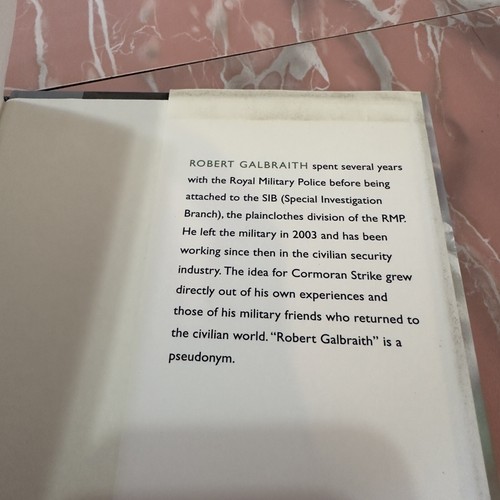 ROBERT GALBRAITH spent several years
with the Royal Military Police before being
attached to the SIB (Special Investigation
Branch), the plainclothes division of the RMP.
He left the military in 2003 and has been
working since then in the civilian security
industry. The idea for Cormoran Strike grew
directly out of his own experiences and
those of his military friends who returned to
the civilian world. “Robert Galbraith” is a
pseudonym.